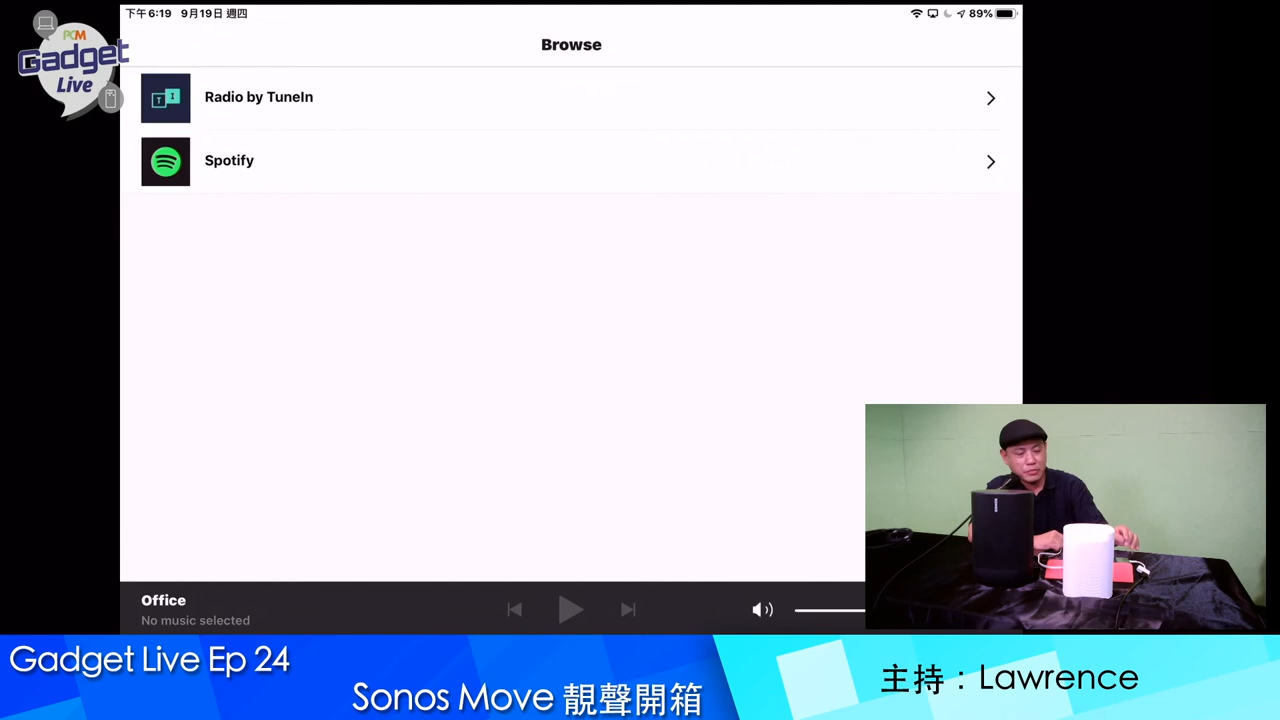 下午6:19 9月19日 週四
89%
PCM
Gadget
Live
Browse
Radio by TuneIn
Spotify
Office
No music selected
SONOS
Gadget Live Ep 24
Sonos Move 靚聲開箱
主持：Lawrence